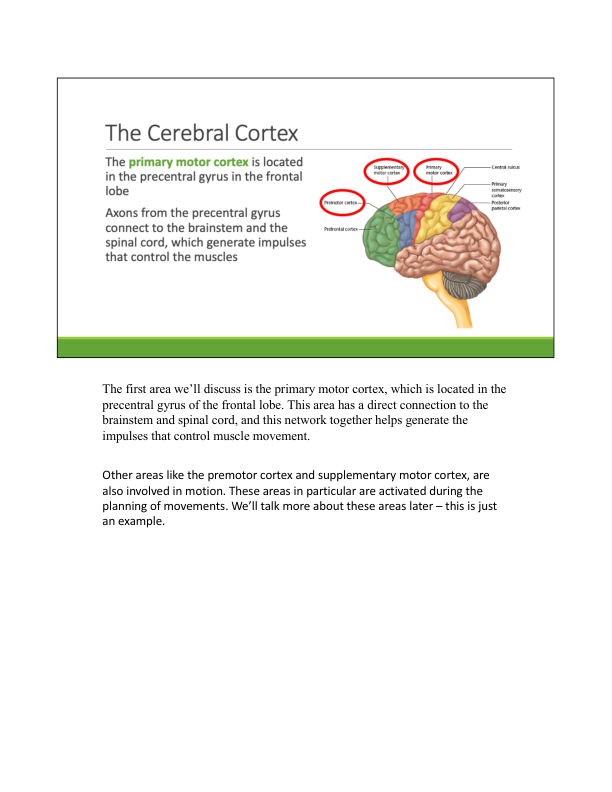 The Cerebral Cortex
The primary motor cortex is located
in the precentral gyrus in the frontal
lobe
Axons from the precentral gyrus
connect to the brainstem and the
spinal cord, which generate impulses
that control the muscles
Supplementary
motor cortex
Primary
motor cortex
Central sulcus
Primary
somatosensory
cortex
Premotor cortex
Posterior
parietal cortex
Prefrontal cortex
The first area we’ll discuss is the primary motor cortex, which is located in the
precentral gyrus of the frontal lobe. This area has a direct connection to the
brainstem and spinal cord, and this network together helps generate the
impulses that control muscle movement.
Other areas like the premotor cortex and supplementary motor cortex, are
also involved in motion. These areas in particular are activated during the
planning of movements. We’ll talk more about these areas later – this is just
an example.